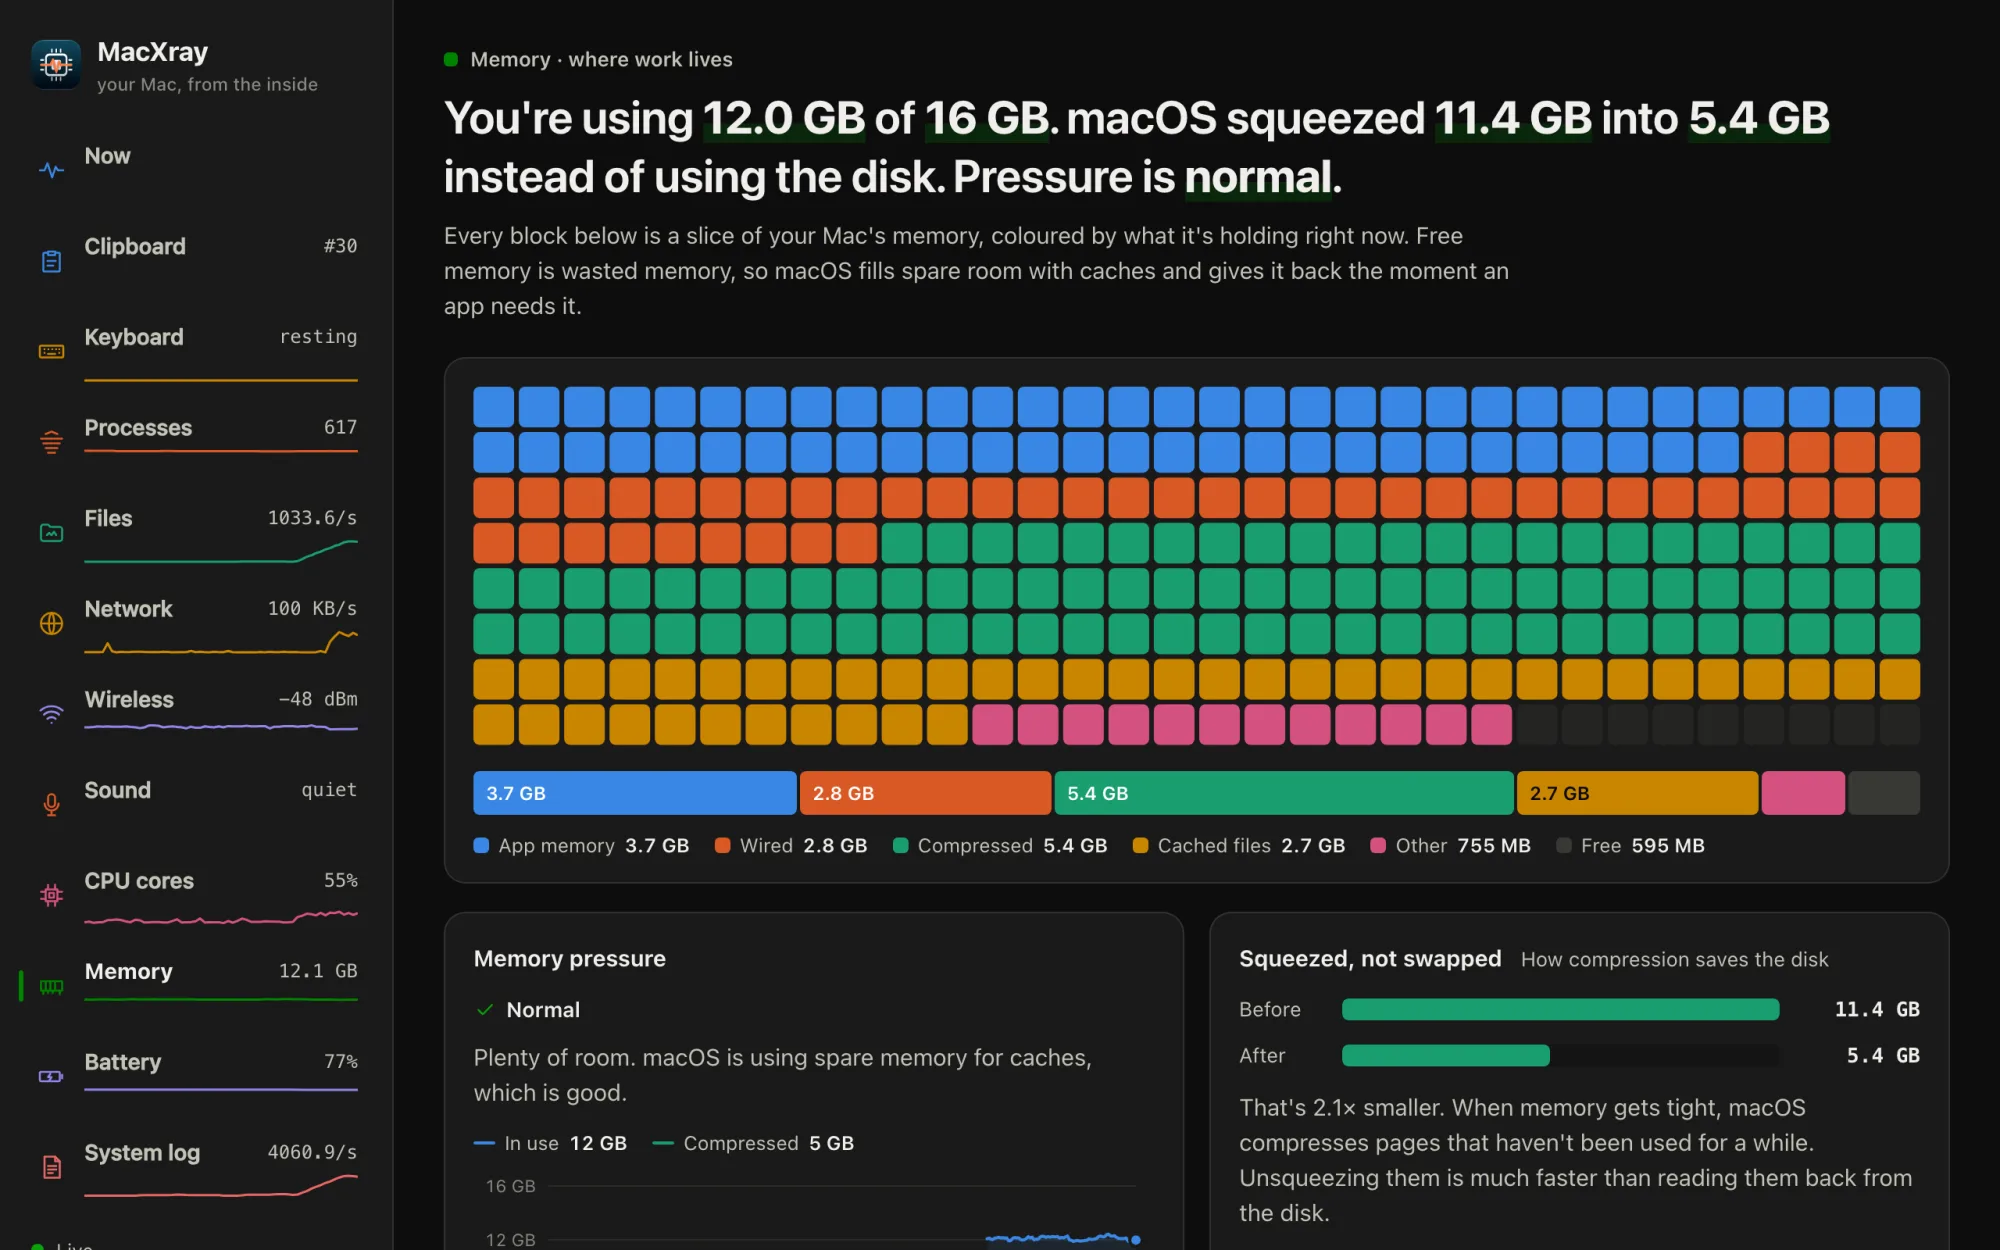 MacXray
your Mac, from the inside
Now
Clipboard #30
Keyboard resting
Processes 617
Files 1033.6/s
Network 100 KB/s
Wireless −48 dBm
Sound quiet
CPU cores 55%
Memory 12.1 GB
Battery 77%
System log 4060.9/s
Live
Memory · where work lives
You're using 12.0 GB of 16 GB. macOS squeezed 11.4 GB into 5.4 GB
instead of using the disk. Pressure is normal.
Every block below is a slice of your Mac's memory, coloured by what it's holding right now. Free
memory is wasted memory, so macOS fills spare room with caches and gives it back the moment an
app needs it.
3.7 GB 2.8 GB 5.4 GB 2.7 GB
App memory 3.7 GB Wired 2.8 GB Compressed 5.4 GB Cached files 2.7 GB Other 755 MB Free 595 MB
Memory pressure
Normal
Plenty of room. macOS is using spare memory for caches,
which is good.
In use 12 GB Compressed 5 GB
16 GB
12 GB
Squeezed, not swapped How compression saves the disk
Before 11.4 GB
After 5.4 GB
That's 2.1× smaller. When memory gets tight, macOS
compresses pages that haven't been used for a while.
Unsqueezing them is much faster than reading them back from
the disk.